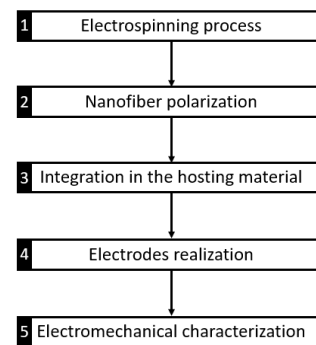 1 Electrospinning process
2 Nanofiber polarization
3 Integration in the hosting material
4 Electrodes realization
5 Electromechanical characterization